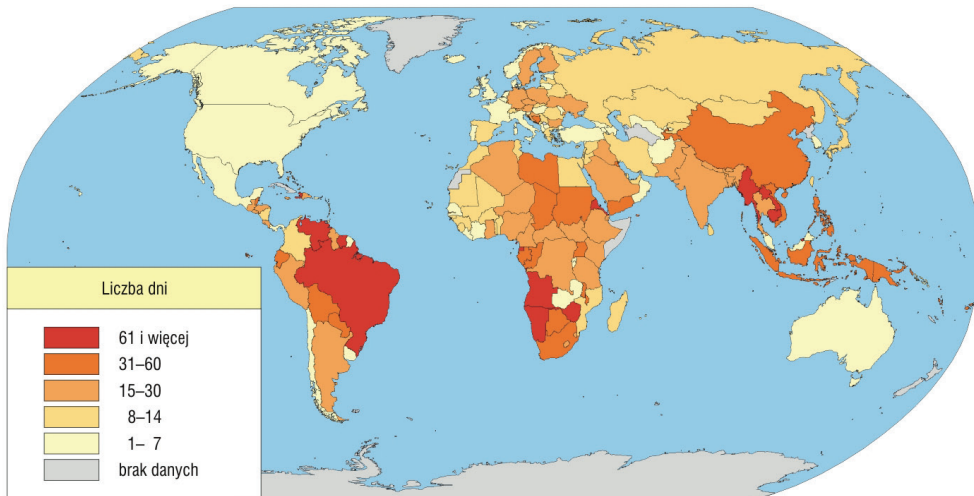 Liczba dni
61 i więcej
31–60
15–30
8–14
1– 7
brak danych